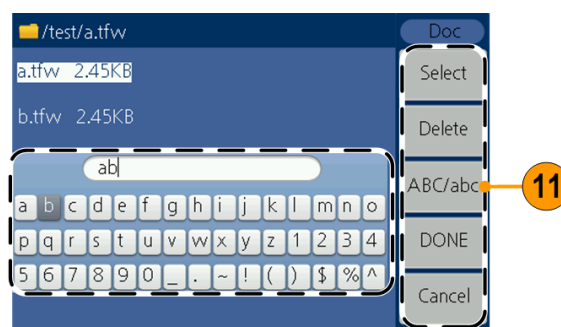 /test/a.tfw
Doc
a.tfw 2.45KB
Select
b.tfw 2.45KB
Delete
ab
ABC/abc
11
a b c d e f g h i j k l m n o
p q r s t u v w x y z 1 2 3 4
DONE
5 6 7 8 9 0 _ . ~ ! ( ) $ % ^
Cancel